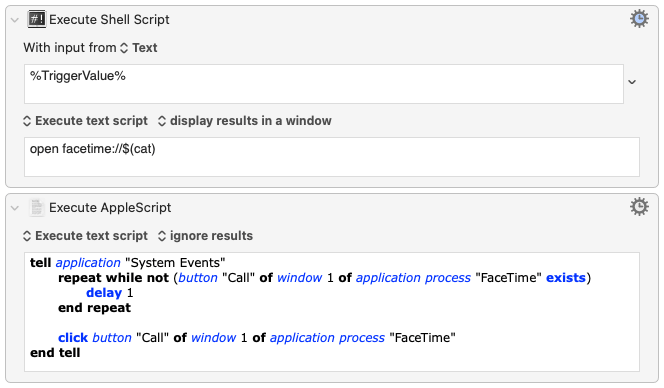 #! Execute Shell Script
With input from Text
%TriggerValue%
Execute text script display results in a window
open facetime://$(cat)
Execute AppleScript
Execute text script ignore results
tell application "System Events"
repeat while not (button "Call" of window 1 of application process "FaceTime" exists)
delay 1
end repeat
click button "Call" of window 1 of application process "FaceTime"
end tell